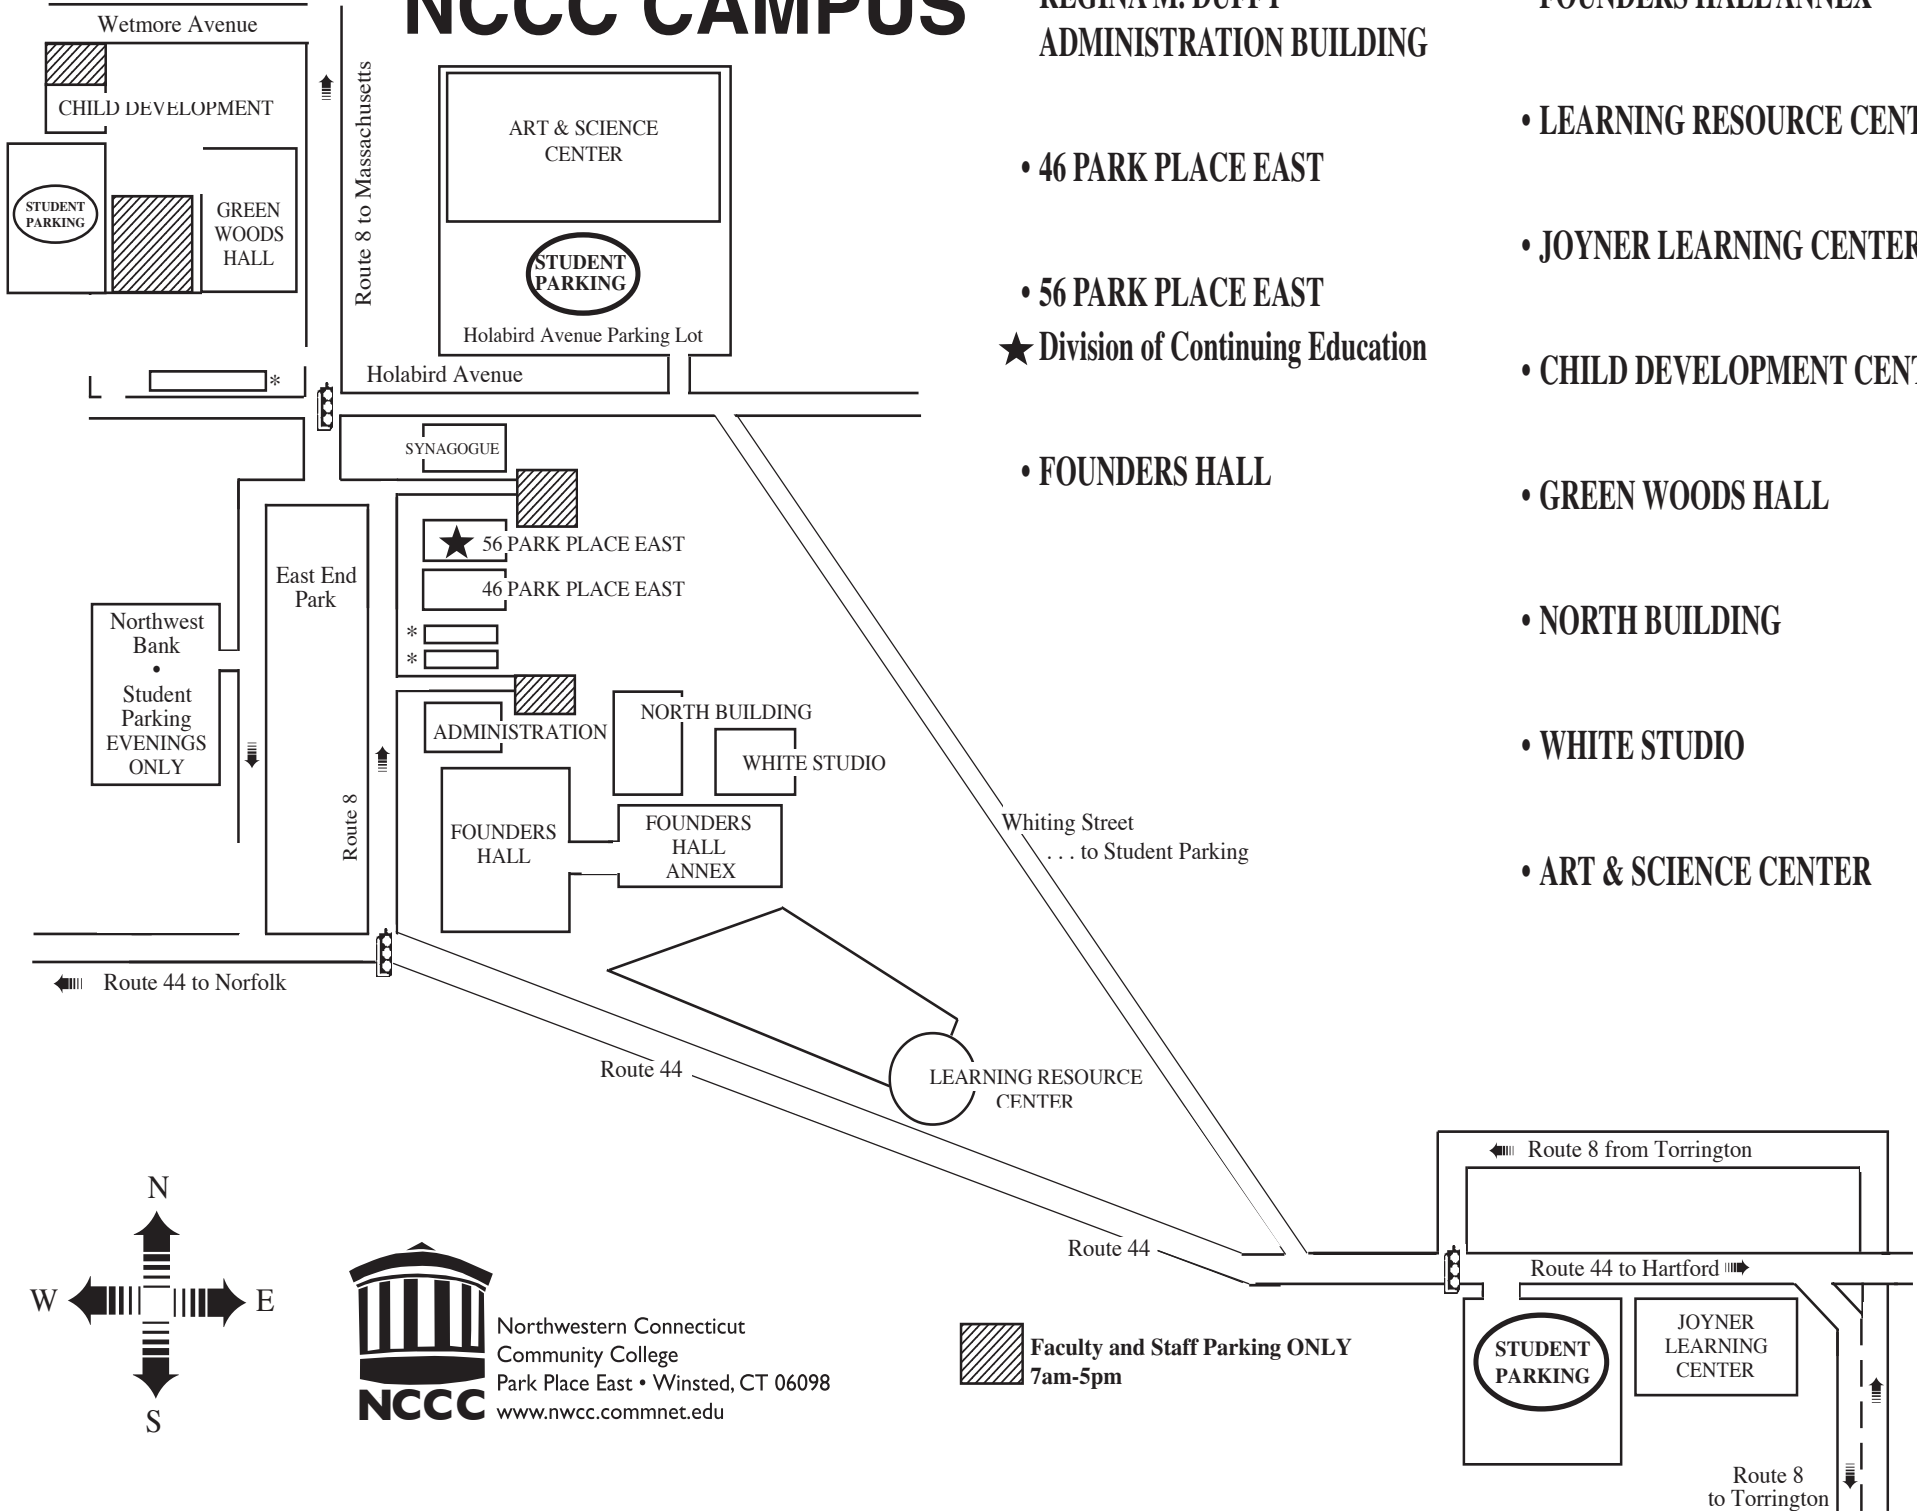 NCCC CAMPUS
Wetmore Avenue
CHILD DEVELOPMENT
STUDENT
PARKING
GREEN
WOODS
HALL
Route 8 to Massachusetts
ART & SCIENCE
CENTER
STUDENT
PARKING
Holabird Avenue Parking Lot
Holabird Avenue
*
SYNAGOGUE
56 PARK PLACE EAST
46 PARK PLACE EAST
*
*
East End
Park
Northwest
Bank
•
Student
Parking
EVENINGS
ONLY
Route 8
ADMINISTRATION
NORTH BUILDING
WHITE STUDIO
FOUNDERS
HALL
FOUNDERS
HALL
ANNEX
Whiting Street
. . . to Student Parking
Route 44 to Norfolk
Route 44
LEARNING RESOURCE
CENTER
Route 44
REGINA M. DUFFY
ADMINISTRATION BUILDING
• 46 PARK PLACE EAST
• 56 PARK PLACE EAST
★ Division of Continuing Education
• FOUNDERS HALL
FOUNDERS HALL ANNEX
• LEARNING RESOURCE CENT
• JOYNER LEARNING CENTER
• CHILD DEVELOPMENT CENT
• GREEN WOODS HALL
• NORTH BUILDING
• WHITE STUDIO
• ART & SCIENCE CENTER
Route 8 from Torrington
Route 44 to Hartford
STUDENT
PARKING
JOYNER
LEARNING
CENTER
Route 8
to Torrington
N
W
E
S
NCCC
Northwestern Connecticut
Community College
Park Place East • Winsted, CT 06098
www.nwcc.commnet.edu
Faculty and Staff Parking ONLY
7am-5pm